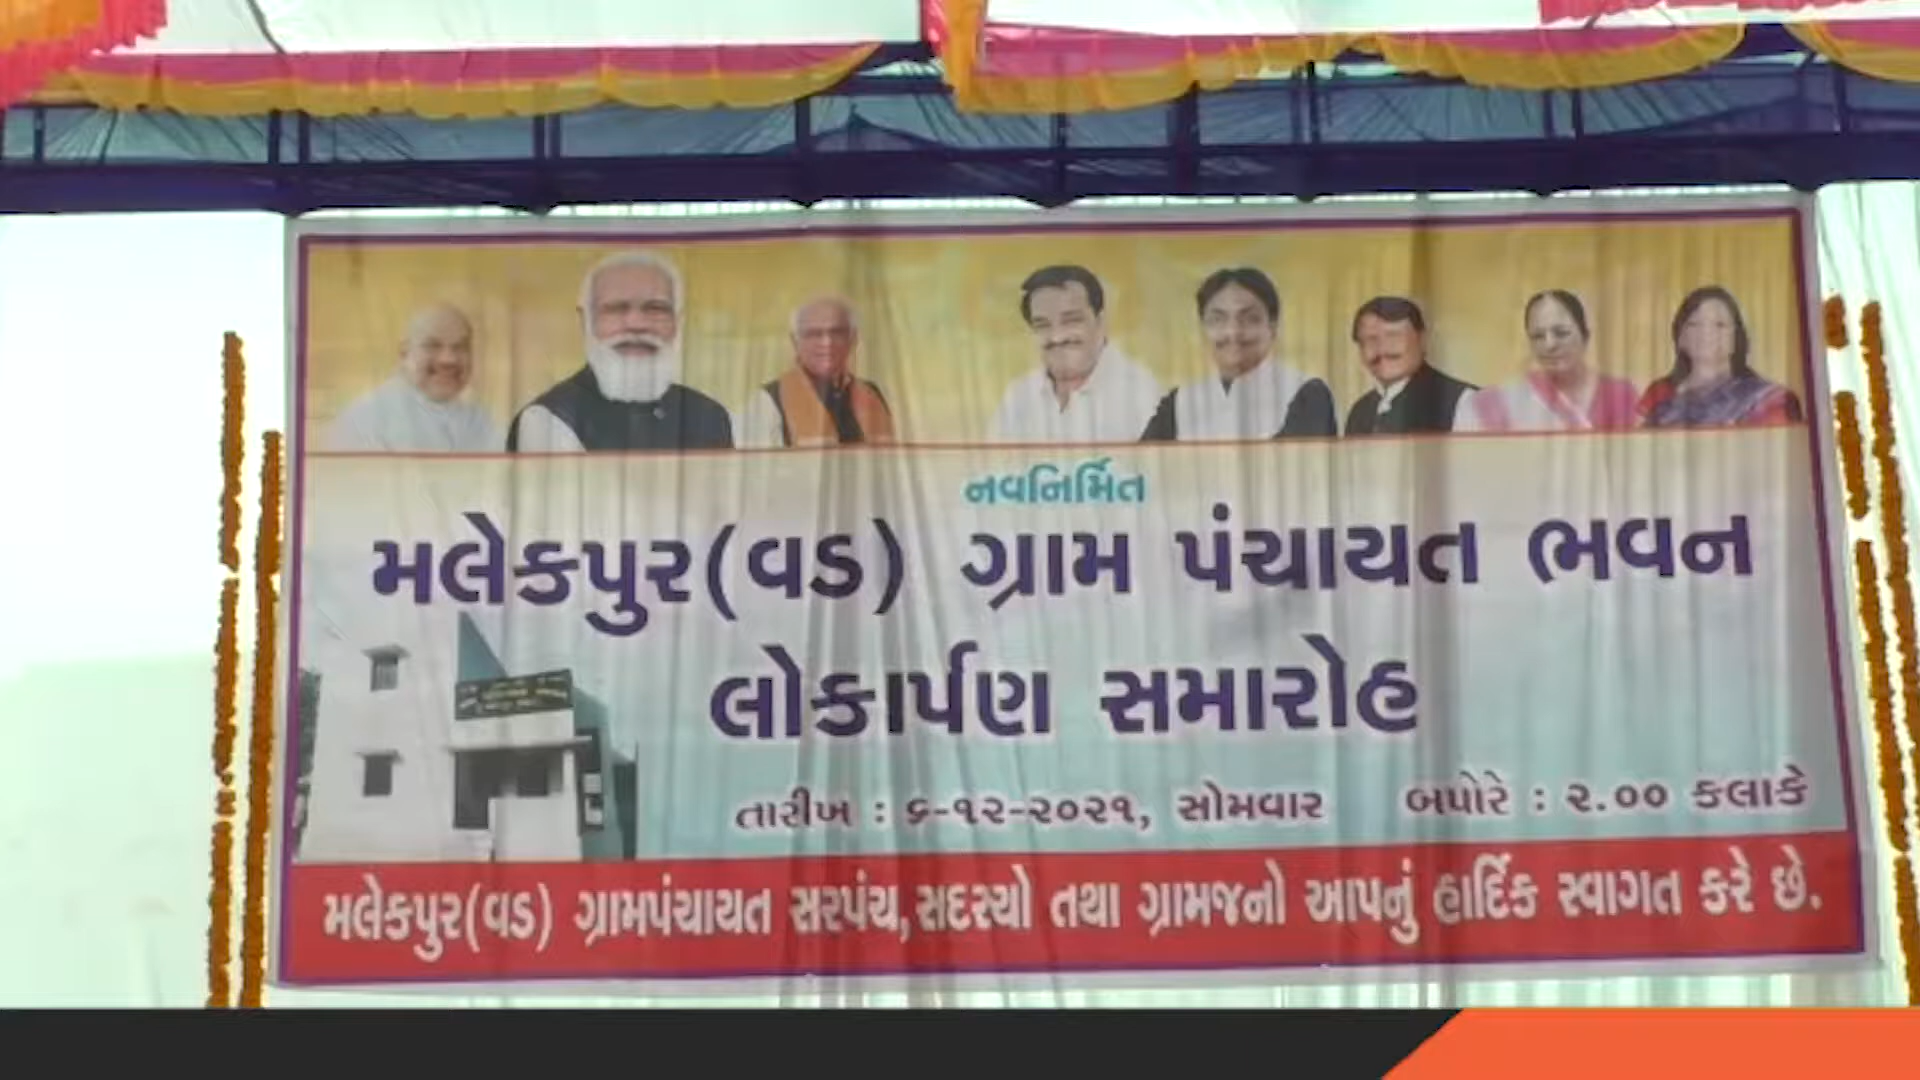 નવનિર્મિત
મલેકપુર(વડ) ગ્રામ પંચાયત ભવન
લોકાર્પણ સમારોહ
તારીખ : ૬-૧૨-૨૦૨૧, સોમવાર બપોરે : ૨.૦૦ કલાકે
મલેકપુર(વડ) ગ્રામપંચાયત સરપંચ, સદસ્યો તથા ગ્રામજનો આપનું હાર્દિક સ્વાગત કરે છે.